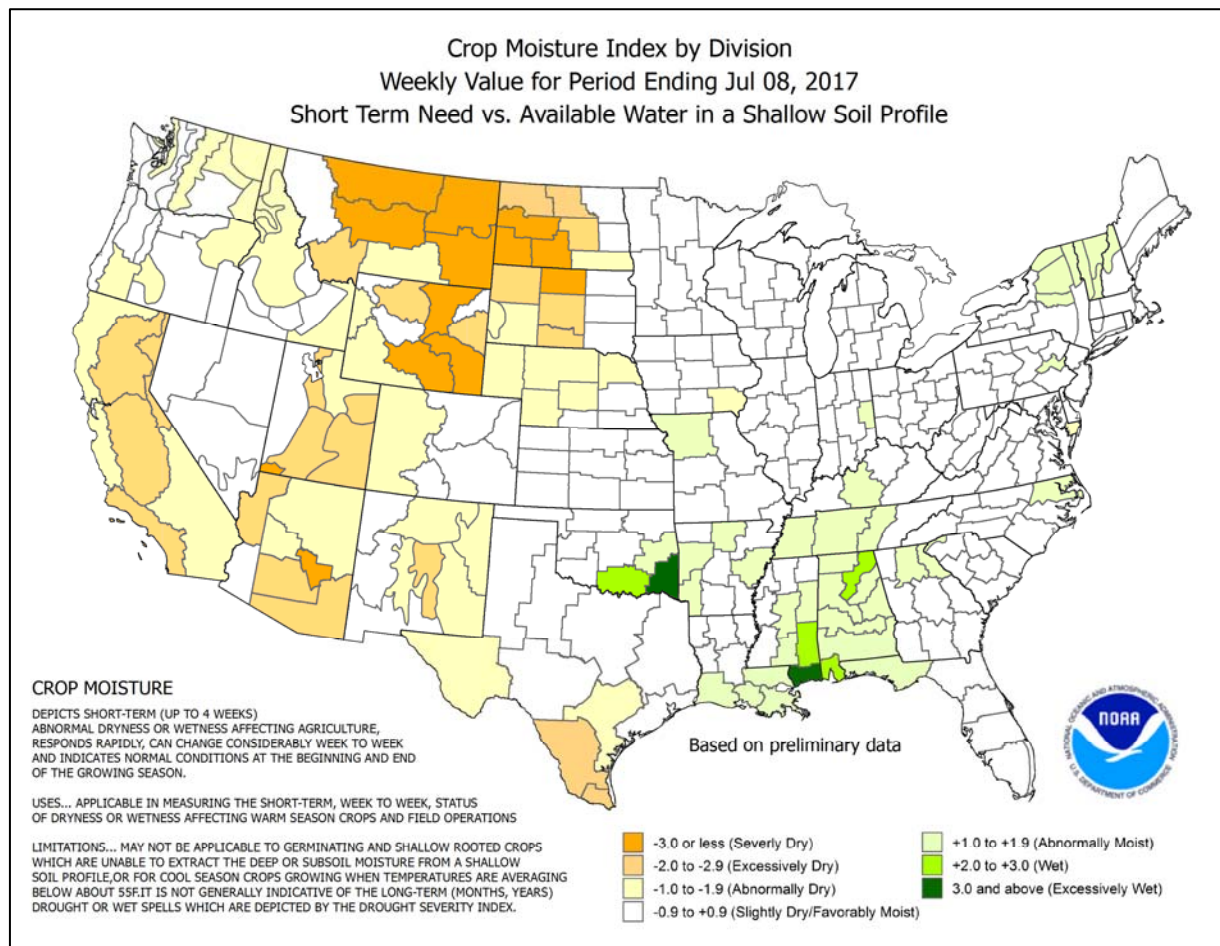 Crop Moisture Index by Division
Weekly Value for Period Ending Jul 08, 2017
Short Term Need vs. Available Water in a Shallow Soil Profile
CROP MOISTURE
DEPICTS SHORT-TERM (UP TO 4 WEEKS)
ABNORMAL DRYNESS OR WETNESS AFFECTING AGRICULTURE,
RESPONDS RAPIDLY, CAN CHANGE CONSIDERABLY WEEK TO WEEK
AND INDICATES NORMAL CONDITIONS AT THE BEGINNING AND END
OF THE GROWING SEASON.
USES... APPLICABLE IN MEASURING THE SHORT-TERM, WEEK TO WEEK, STATUS
OF DRYNESS OR WETNESS AFFECTING WARM SEASON CROPS AND FIELD OPERATIONS
LIMITATIONS... MAY NOT BE APPLICABLE TO GERMINATING AND SHALLOW ROOTED CROPS
WHICH ARE UNABLE TO EXTRACT THE DEEP OR SUBSOIL MOISTURE FROM A SHALLOW
SOIL PROFILE,OR FOR COOL SEASON CROPS GROWING WHEN TEMPERATURES ARE AVERAGING
BELOW ABOUT 55F.IT IS NOT GENERALLY INDICATIVE OF THE LONG-TERM (MONTHS, YEARS)
DROUGHT OR WET SPELLS WHICH ARE DEPICTED BY THE DROUGHT SEVERITY INDEX.
Based on preliminary data
NATIONAL OCEANIC AND ATMOSPHERIC ADMINISTRATION
NOAA
U.S. DEPARTMENT OF COMMERCE
-3.0 or less (Severly Dry)
-2.0 to -2.9 (Excessively Dry)
-1.0 to -1.9 (Abnormally Dry)
-0.9 to +0.9 (Slightly Dry/Favorably Moist)
+1.0 to +1.9 (Abnormally Moist)
+2.0 to +3.0 (Wet)
3.0 and above (Excessively Wet)